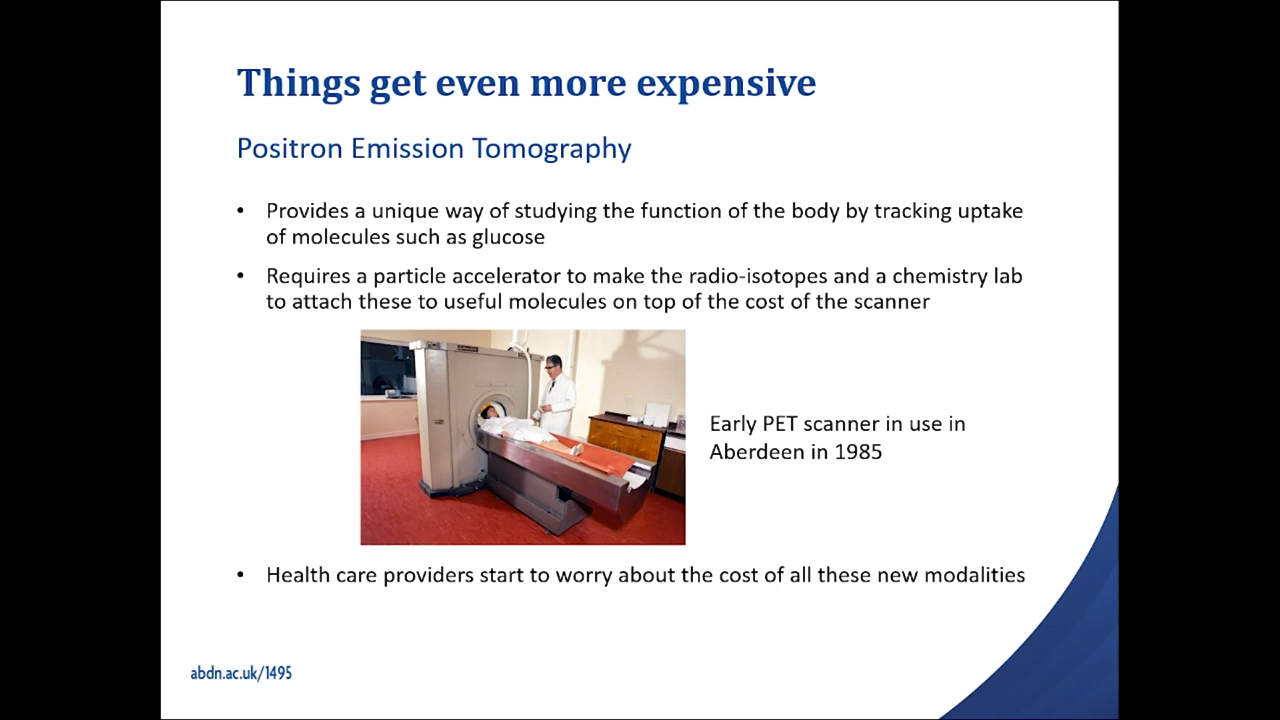 Things get even more expensive
Positron Emission Tomography
• Provides a unique way of studying the function of the body by tracking uptake
of molecules such as glucose
• Requires a particle accelerator to make the radio-isotopes and a chemistry lab
to attach these to useful molecules on top of the cost of the scanner
Early PET scanner in use in
Aberdeen in 1985
• Health care providers start to worry about the cost of all these new modalities
abdn.ac.uk/1495